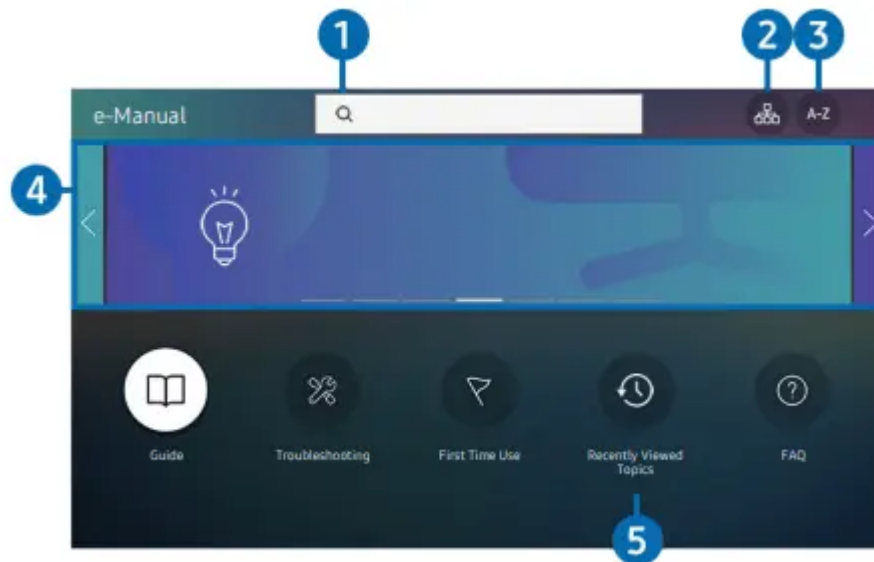 1
2
3
e-Manual
A-Z
4
Guide
Troubleshooting
First Time Use
Recently Viewed
Topics
FAQ
5